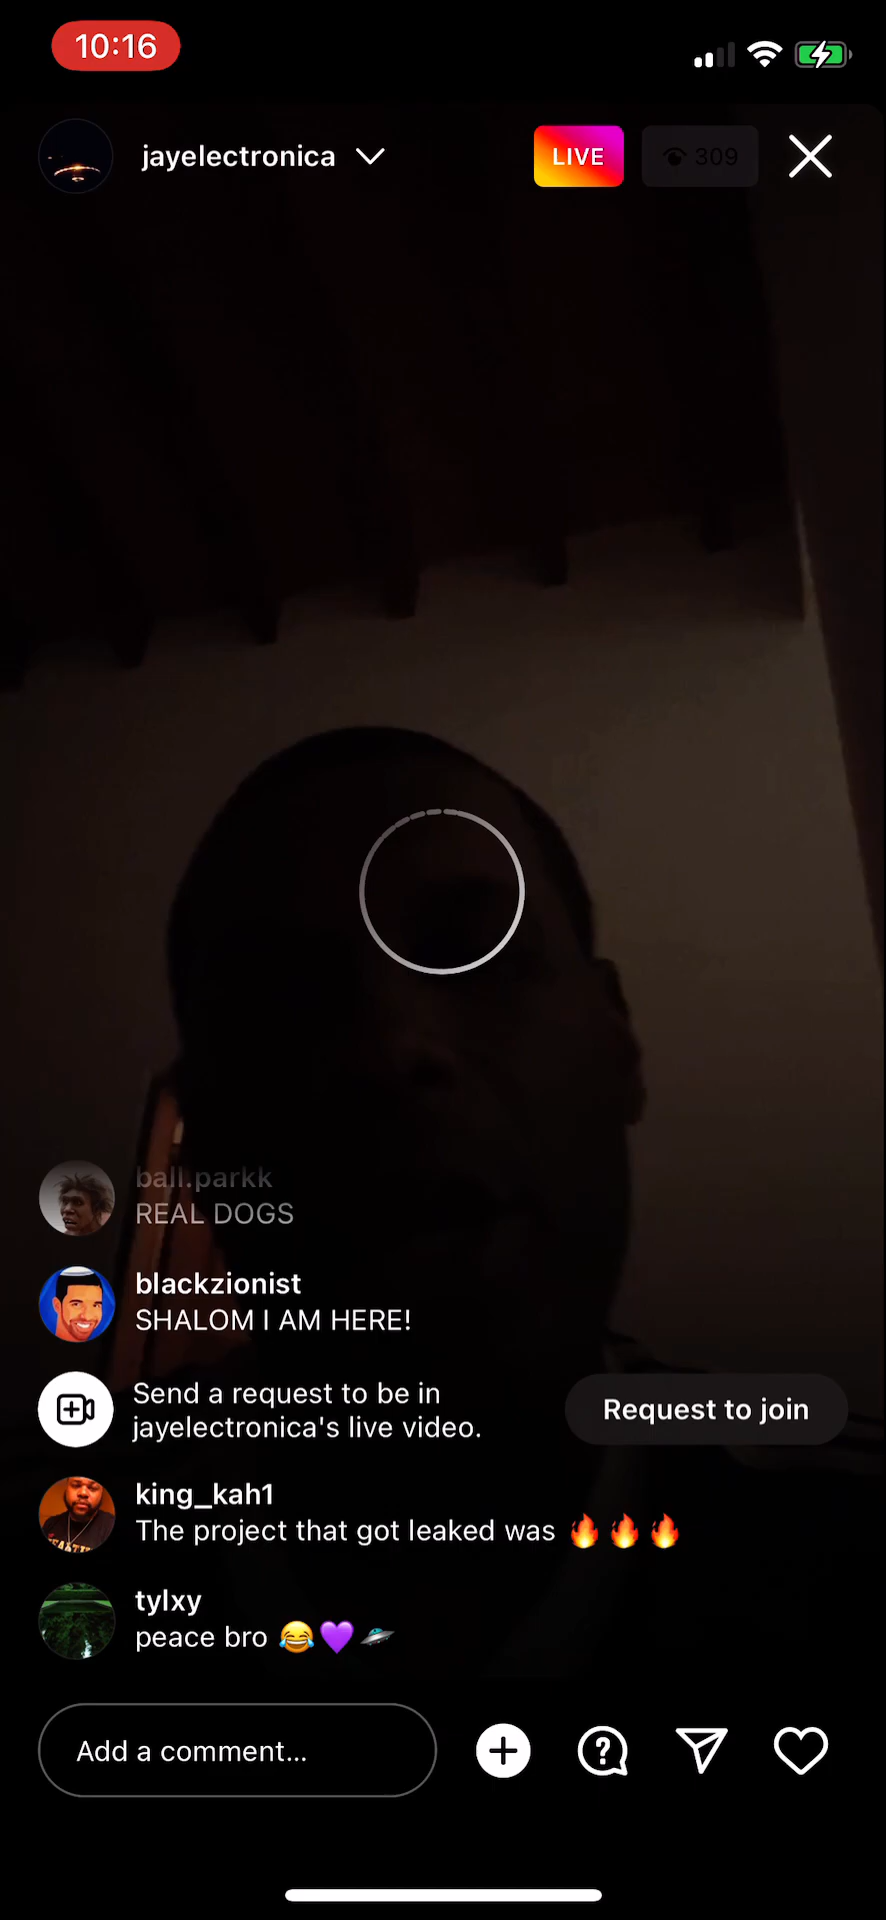 10:16
jayelectronica
LIVE
309
ball.parkk
REAL DOGS
blackzionist
SHALOM I AM HERE!
Send a request to be in
jayelectronica's live video.
Request to join
king_kah1
The project that got leaked was 🔥🔥🔥
tylxy
peace bro 😂💜🛸
Add a comment...